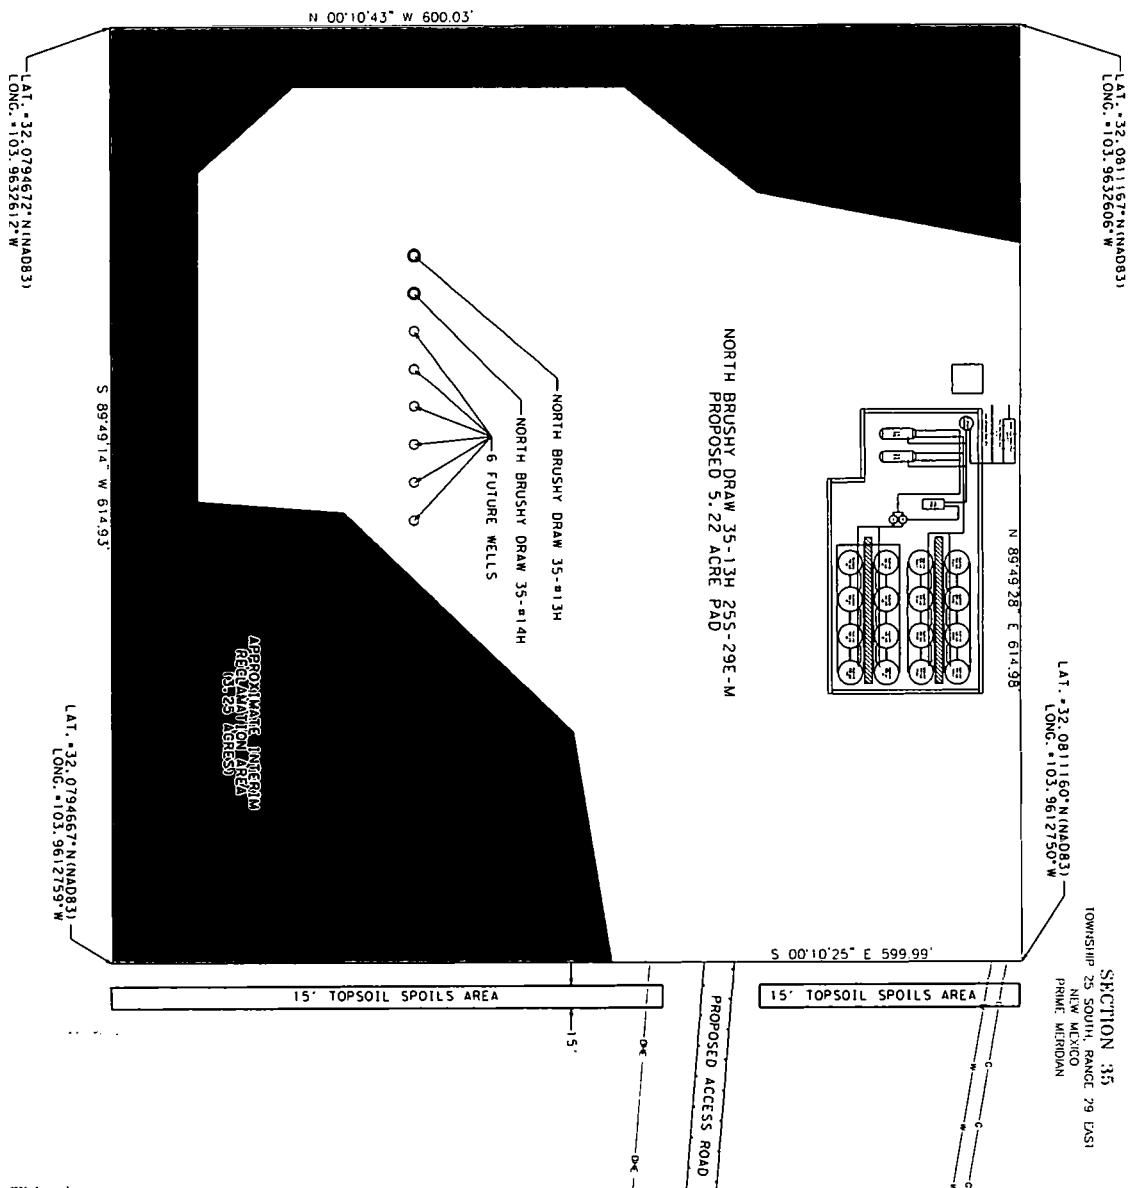 N 00°10'43" W 600.03'
LAT. =32.0794672°N(NAD83)
LONG. =103.9632612°W
LAT. =32.0811167°N(NAD83)
LONG. =103.9632606°W
S 89°49'14" W 614.93'
N 89°49'28" E 614.98'
NORTH BRUSHY DRAW 35-13H 25S-29E-M
PROPOSED 5.22 ACRE PAD
NORTH BRUSHY DRAW 35-#13H
NORTH BRUSHY DRAW 35-#14H
6 FUTURE WELLS
APPROXIMATE INTERIM
RECLAMATION AREA
(3.25 ACRES)
LAT. =32.0794667°N(NAD83)
LONG. =103.9612759°W
LAT. =32.0811160°N(NAD83)
LONG. =103.9612750°W
S 00°10'25" E 599.99'
15' TOPSOIL SPOILS AREA
15' TOPSOIL SPOILS AREA
15'
PROPOSED ACCESS ROAD
SECTION 35
TOWNSHIP 25 SOUTH, RANGE 29 EAST
NEW MEXICO
PRIME MERIDIAN